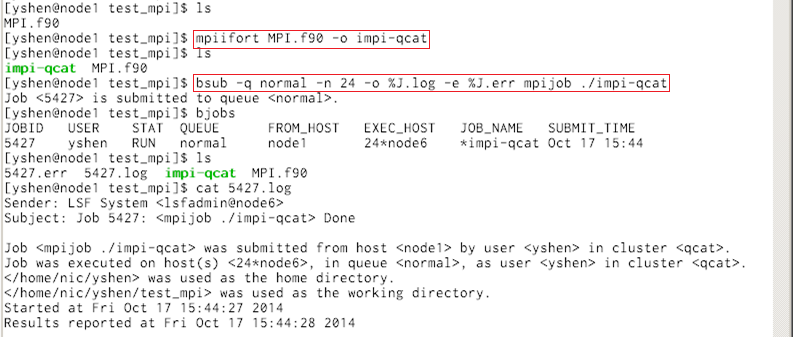 [yshen@node1 test_mpi]$ ls
MPI.f90
[yshen@node1 test_mpi]$ mpiifort MPI.f90 -o impi-qcat
[yshen@node1 test_mpi]$ ls
impi-qcat  MPI.f90
[yshen@node1 test_mpi]$ bsub -q normal -n 24 -o %J.log -e %J.err mpijob ./impi-qcat
Job <5427> is submitted to queue <normal>.
[yshen@node1 test_mpi]$ bjobs
JOBID   USER    STAT  QUEUE      FROM_HOST   EXEC_HOST   JOB_NAME   SUBMIT_TIME
5427    yshen   RUN   normal     node1       24*node6    *impi-qcat Oct 17 15:44
[yshen@node1 test_mpi]$ ls
5427.err  5427.log  impi-qcat  MPI.f90
[yshen@node1 test_mpi]$ cat 5427.log
Sender: LSF System <lsfadmin@node6>
Subject: Job 5427: <mpijob ./impi-qcat> Done

Job <mpijob ./impi-qcat> was submitted from host <node1> by user <yshen> in cluster <qcat>.
Job was executed on host(s) <24*node6>, in queue <normal>, as user <yshen> in cluster <qcat>.
</home/nic/yshen> was used as the home directory.
</home/nic/yshen/test_mpi> was used as the working directory.
Started at Fri Oct 17 15:44:27 2014
Results reported at Fri Oct 17 15:44:28 2014